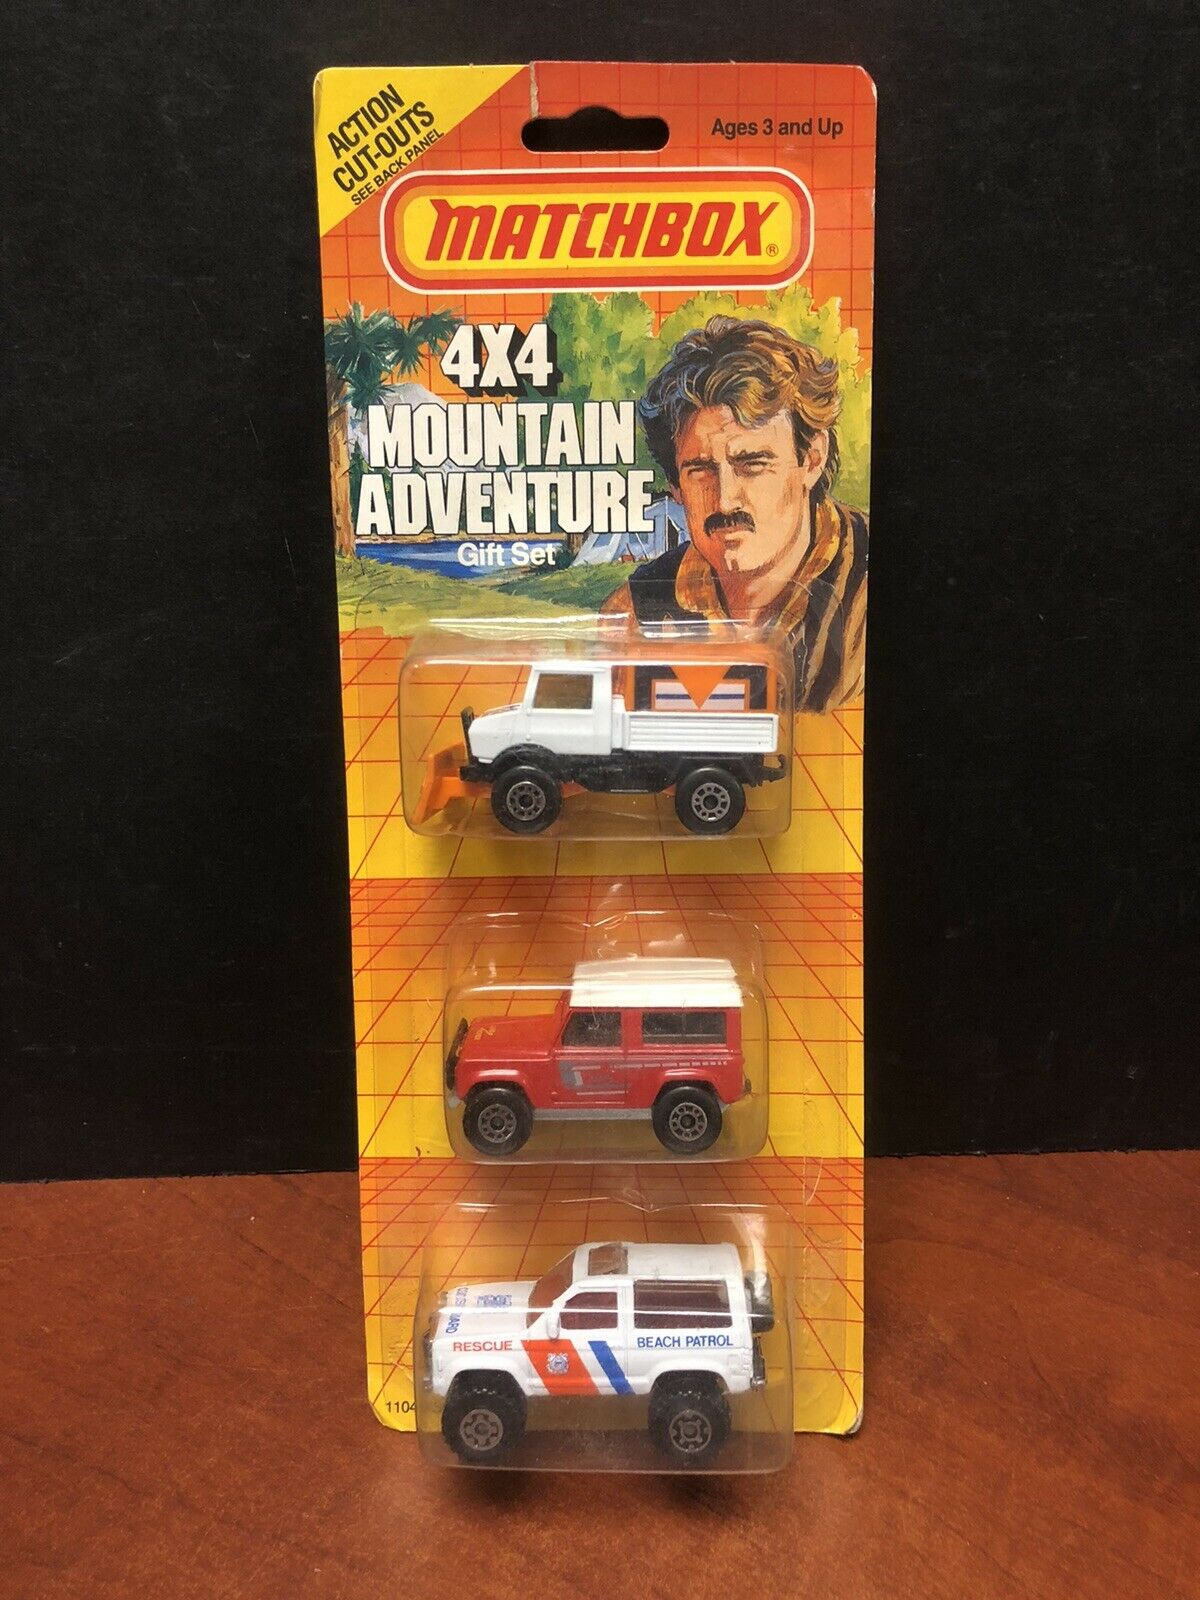 ACTION
CUT-OUTS
SEE BACK PANEL
Ages 3 and Up
MATCHBOX®
4X4
MOUNTAIN
ADVENTURE
Gift Set
RESCUE
BEACH PATROL
1104